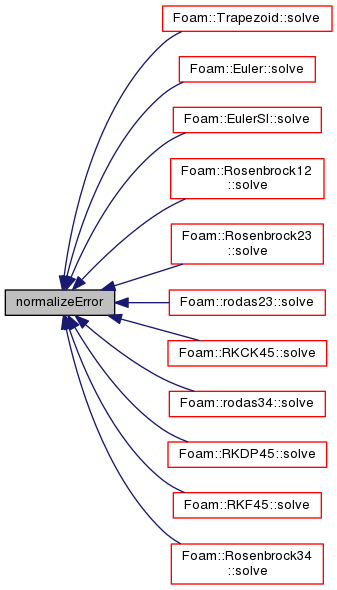 Foam::Trapezoid::solve
Foam::Euler::solve
Foam::EulerSI::solve
Foam::Rosenbrock12
::solve
Foam::Rosenbrock23
::solve
normalizeError
Foam::rodas23::solve
Foam::RKCK45::solve
Foam::rodas34::solve
Foam::RKDP45::solve
Foam::RKF45::solve
Foam::Rosenbrock34
::solve